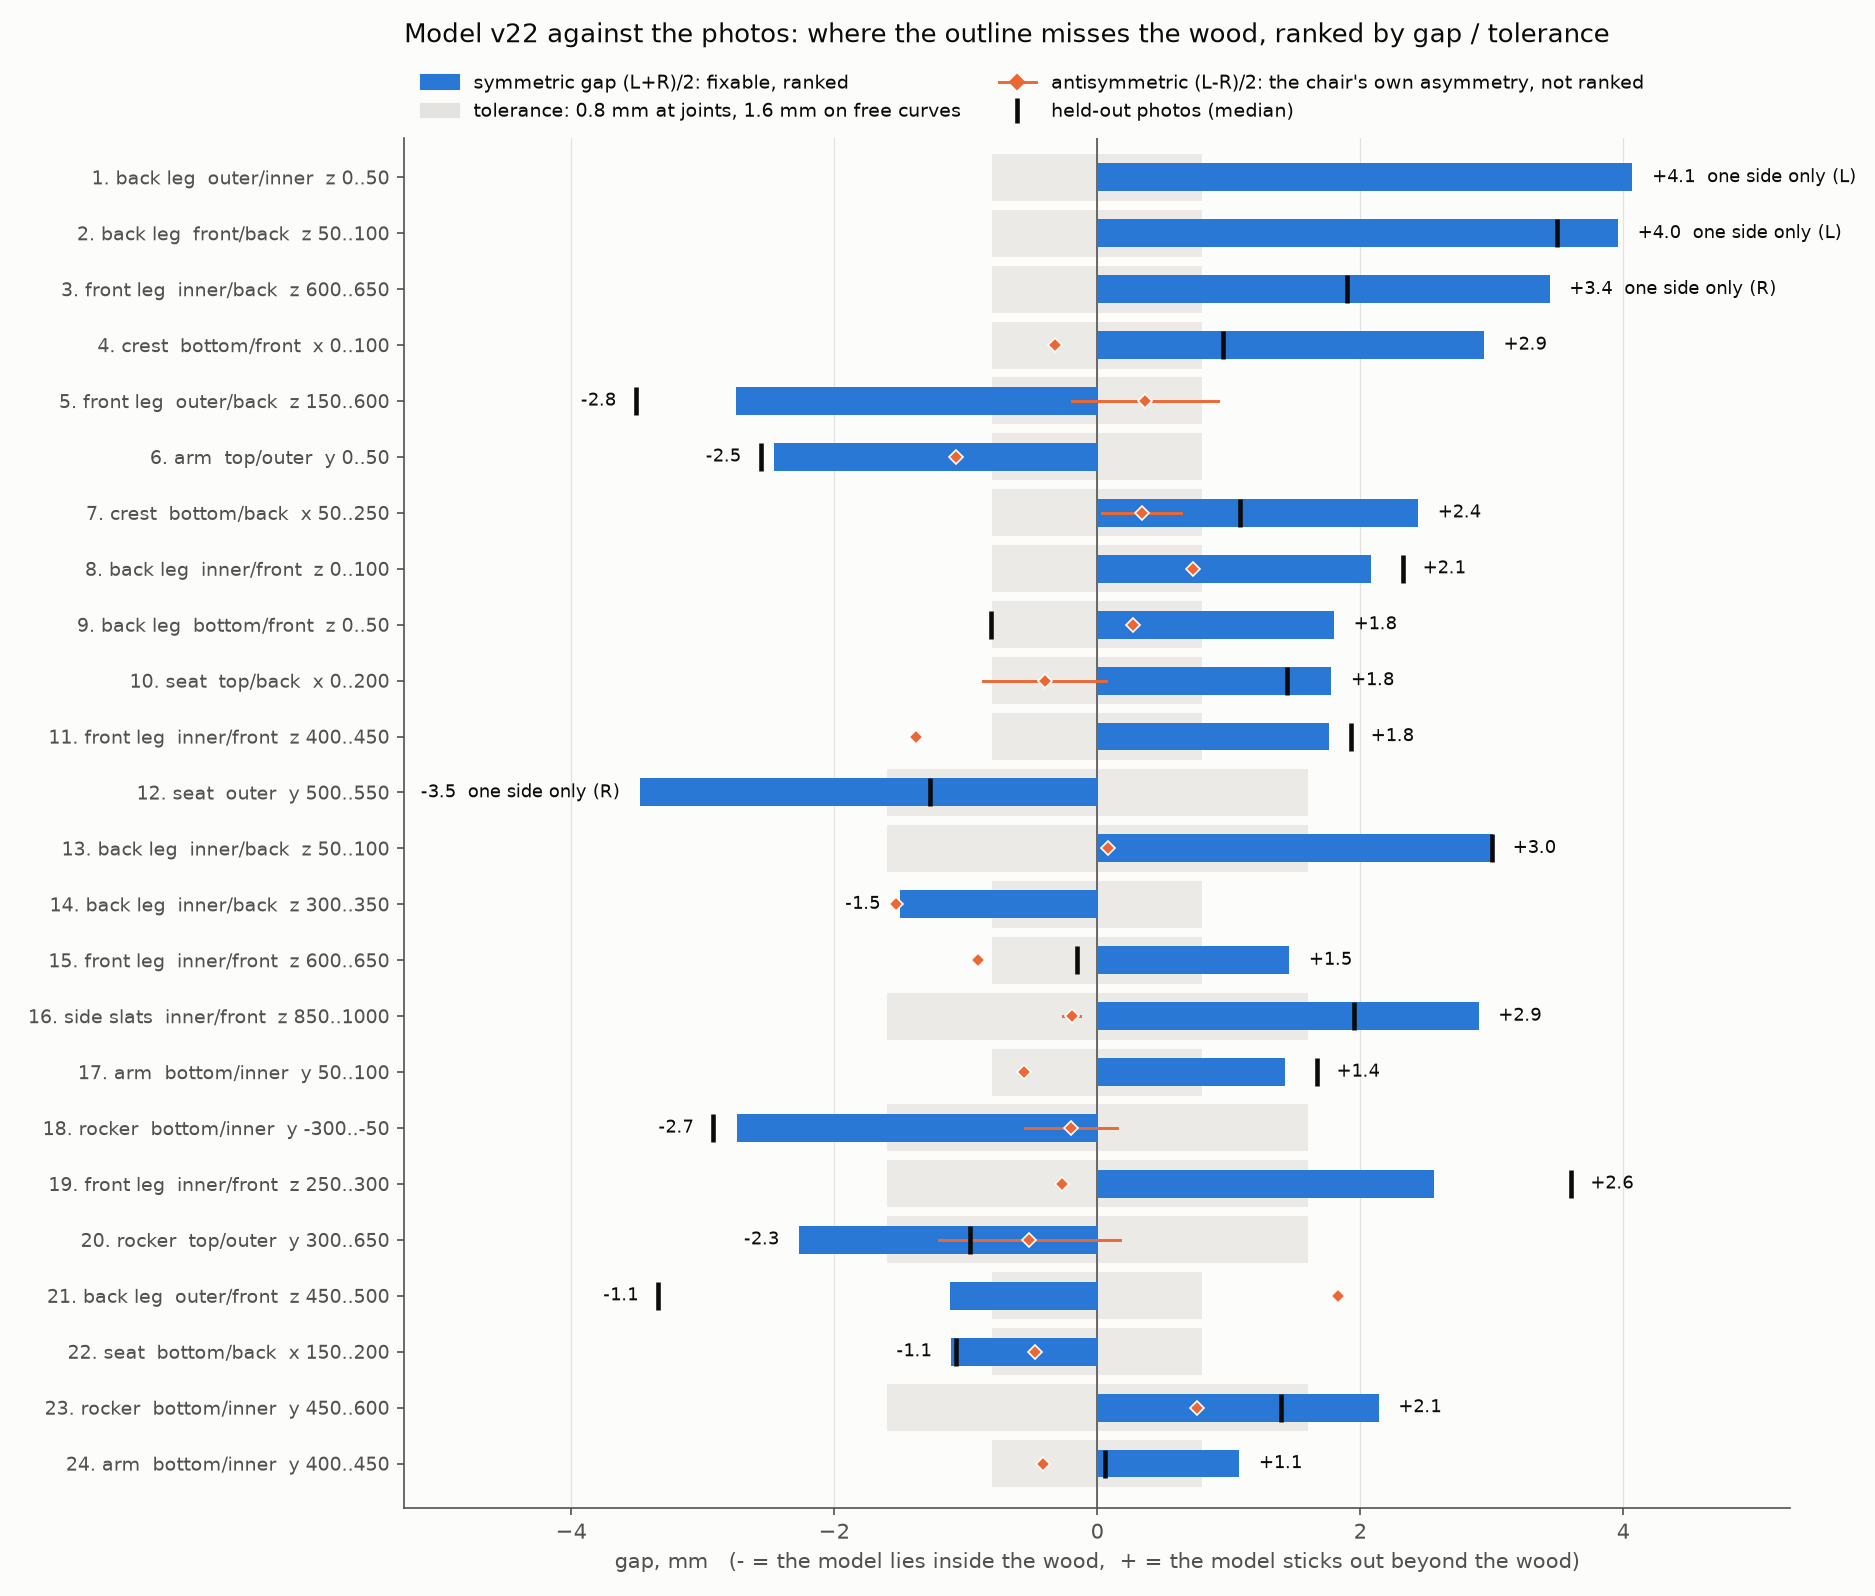 Model v22 against the photos: where the outline misses the wood, ranked by gap / tolerance
symmetric gap (L+R)/2: fixable, ranked
antisymmetric (L-R)/2: the chair's own asymmetry, not ranked
tolerance: 0.8 mm at joints, 1.6 mm on free curves
held-out photos (median)
1. back leg  outer/inner  z 0..50
+4.1  one side only (L)
2. back leg  front/back  z 50..100
+4.0  one side only (L)
3. front leg  inner/back  z 600..650
+3.4  one side only (R)
4. crest  bottom/front  x 0..100
+2.9
5. front leg  outer/back  z 150..600
-2.8
6. arm  top/outer  y 0..50
-2.5
7. crest  bottom/back  x 50..250
+2.4
8. back leg  inner/front  z 0..100
+2.1
9. back leg  bottom/front  z 0..50
+1.8
10. seat  top/back  x 0..200
+1.8
11. front leg  inner/front  z 400..450
+1.8
12. seat  outer  y 500..550
-3.5  one side only (R)
13. back leg  inner/back  z 50..100
+3.0
14. back leg  inner/back  z 300..350
-1.5
15. front leg  inner/front  z 600..650
+1.5
16. side slats  inner/front  z 850..1000
+2.9
17. arm  bottom/inner  y 50..100
+1.4
18. rocker  bottom/inner  y -300..-50
-2.7
19. front leg  inner/front  z 250..300
+2.6
20. rocker  top/outer  y 300..650
-2.3
21. back leg  outer/front  z 450..500
-1.1
22. seat  bottom/back  x 150..200
-1.1
23. rocker  bottom/inner  y 450..600
+2.1
24. arm  bottom/inner  y 400..450
+1.1
−4 −2 0 2 4
gap, mm   (- = the model lies inside the wood,  + = the model sticks out beyond the wood)